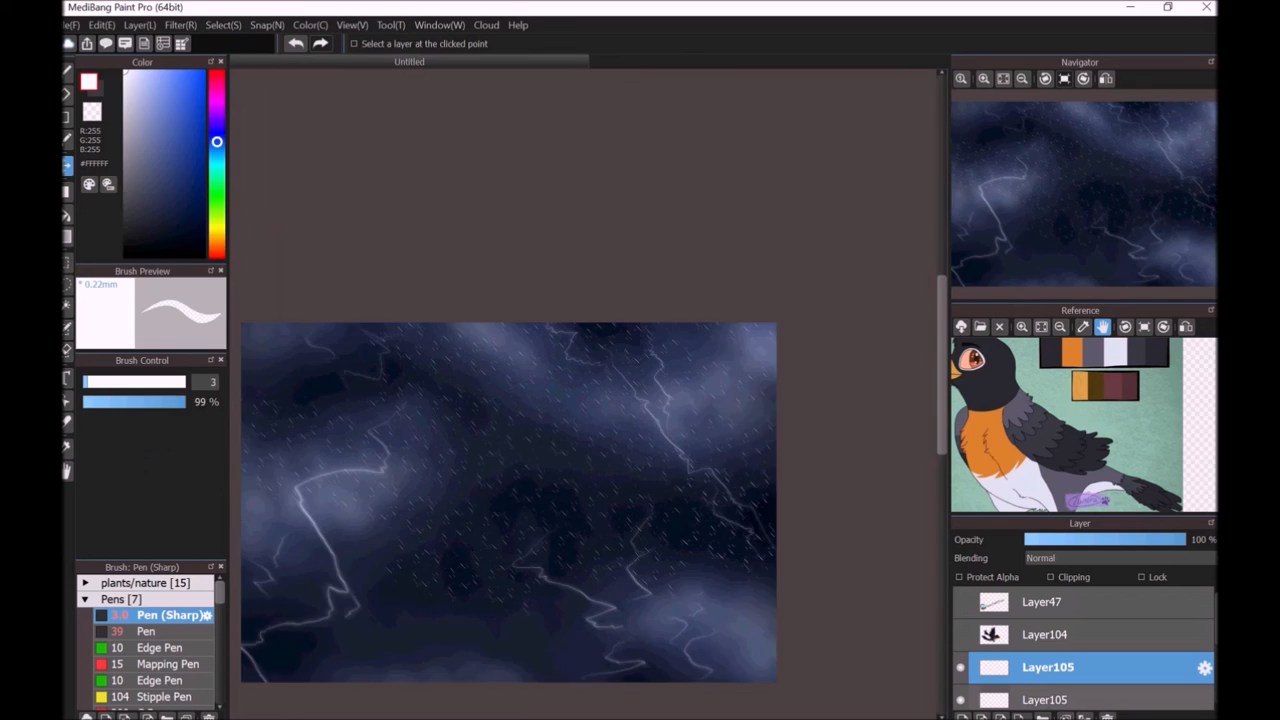 MediBang Paint Pro (64bit)
(F) Edit(E) Layer(L) Filter(R) Select(S) Snap(N) Color(C) View(V) Tool(T) Window(W) Cloud Help
Select a layer at the clicked point
Color
Untitled
Navigator
R:255
G:255
B:255
#FFFFFF
Brush Preview
* 0.22mm
Reference
Brush Control
3
99 %
Layer
Opacity 100 %
Blending Normal
Protect Alpha Clipping Lock
Brush: Pen (Sharp)
plants/nature [15]
Pens [7]
3.0 Pen (Sharp)
39 Pen
10 Edge Pen
15 Mapping Pen
10 Edge Pen
104 Stipple Pen
Layer47
Layer104
Layer105
Layer105